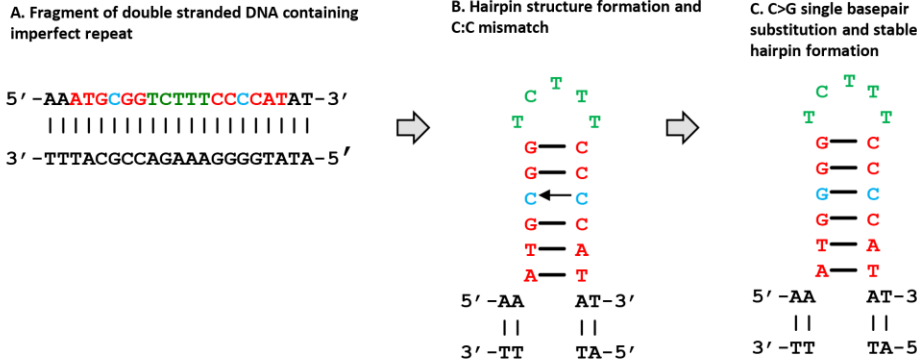 A. Fragment of double stranded DNA containing
imperfect repeat
5'-AAATGCGGTCTTTCCCCATAT-3'
3'-TTTACGCCAGAAAGGGGTATA-5'
B. Hairpin structure formation and
C:C mismatch
T
C T
T T
G C
G C
C C
G C
T A
A T
5'-AA AT-3'
3'-TT TA-5'
C. C>G single basepair
substitution and stable
hairpin formation
T
C T
T T
G C
G C
G C
G C
T A
A T
5'-AA AT-3
3'-TT TA-5